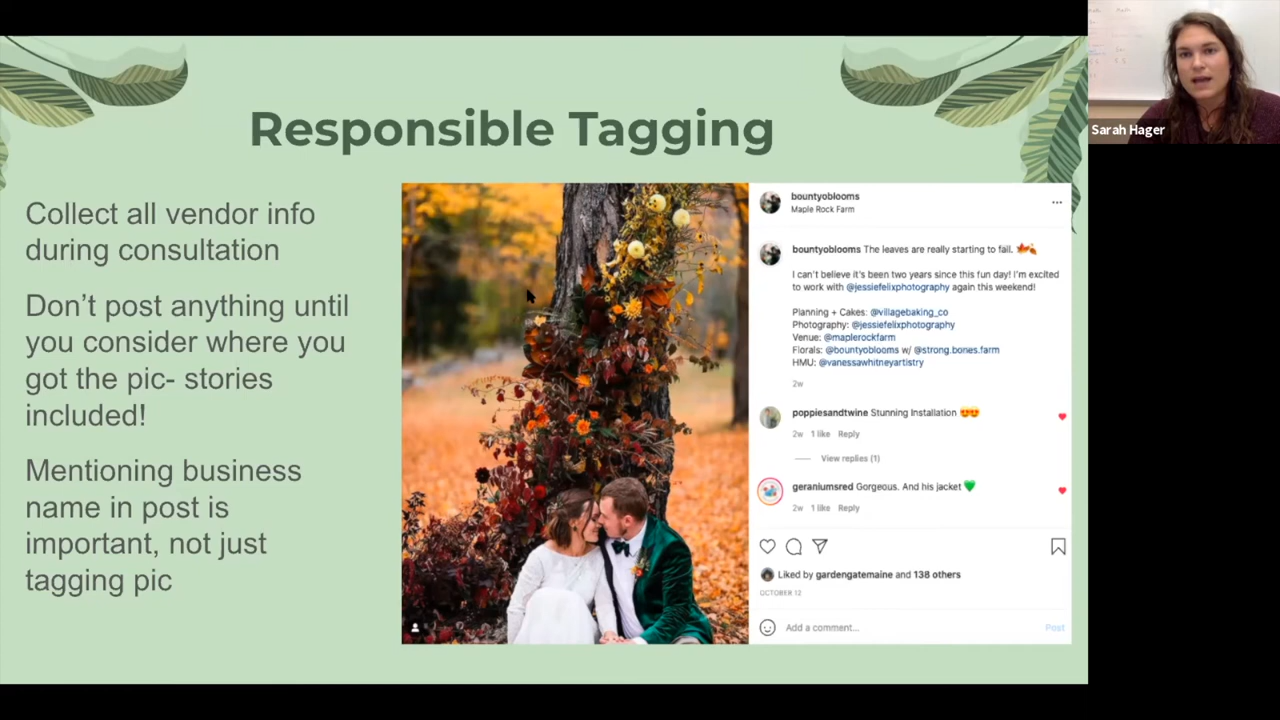 Responsible Tagging
Collect all vendor info
during consultation
Don’t post anything until
you consider where you
got the pic- stories
included!
Mentioning business
name in post is
important, not just
tagging pic
bountyoblooms
Maple Rock Farm
bountyoblooms The leaves are really starting to fall. 🍁🍂
I can't believe it's been two years since this fun day! I'm excited
to work with @jessiefelixphotography again this weekend!
Planning + Cakes: @villagebaking_co
Photography: @jessiefelixphotography
Venue: @maplerockfarm
Florals: @bountyoblooms w/ @strong.bones.farm
HMU: @vanessawhitneyartistry
2w
poppiesandtwine Stunning Installation 😍😍
2w 1 like Reply
View replies (1)
geraniumsred Gorgeous. And his jacket 💚
2w 1 like Reply
Liked by gardengatemaine and 138 others
OCTOBER 12
Add a comment...
Post
Sarah Hager